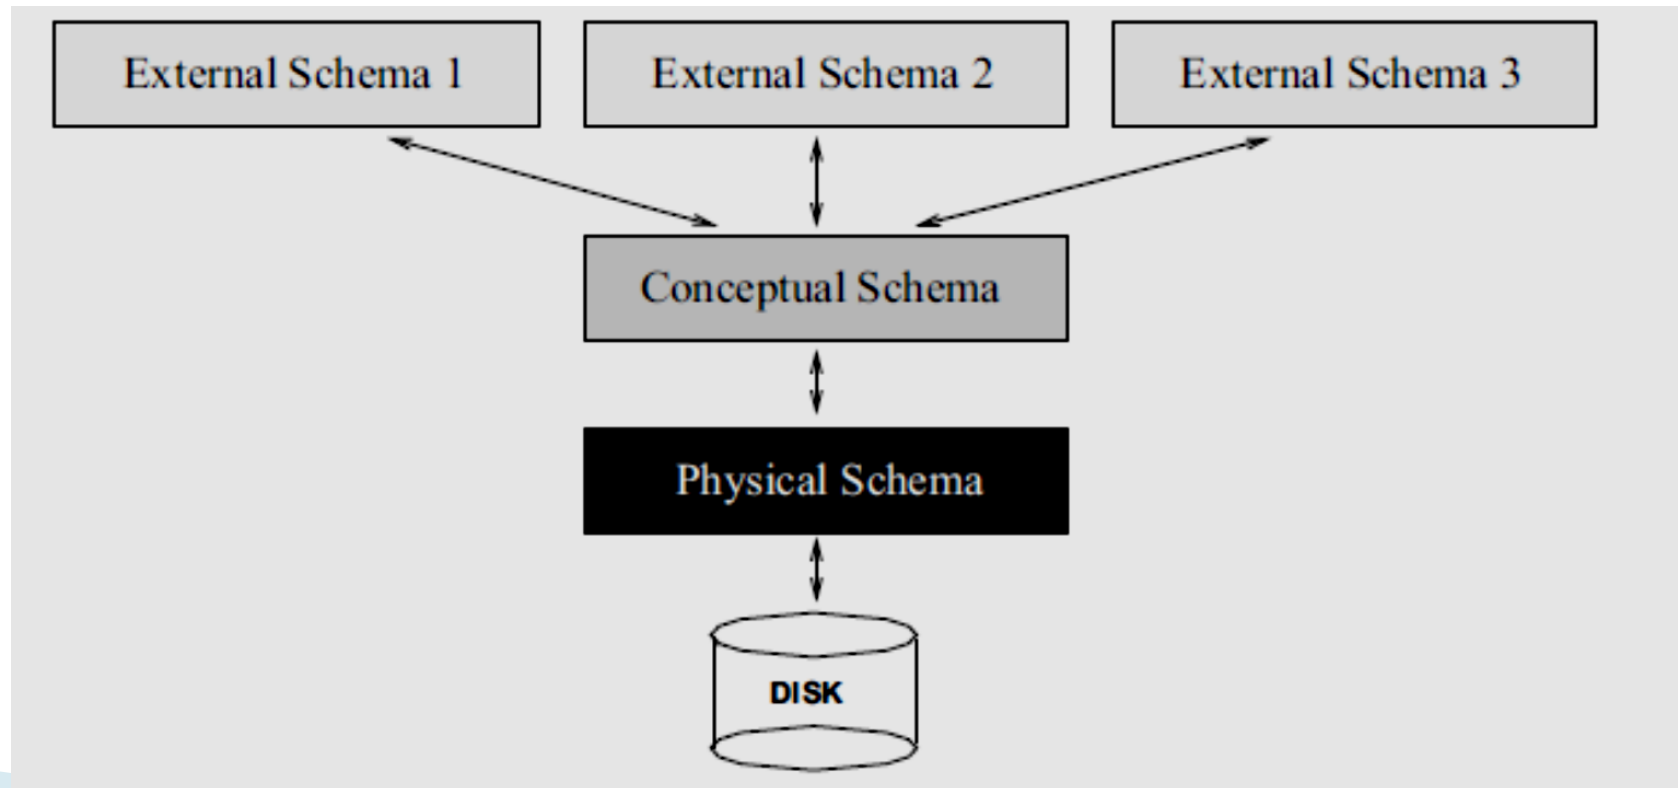 External Schema 1
External Schema 2
External Schema 3
Conceptual Schema
Physical Schema
DISK